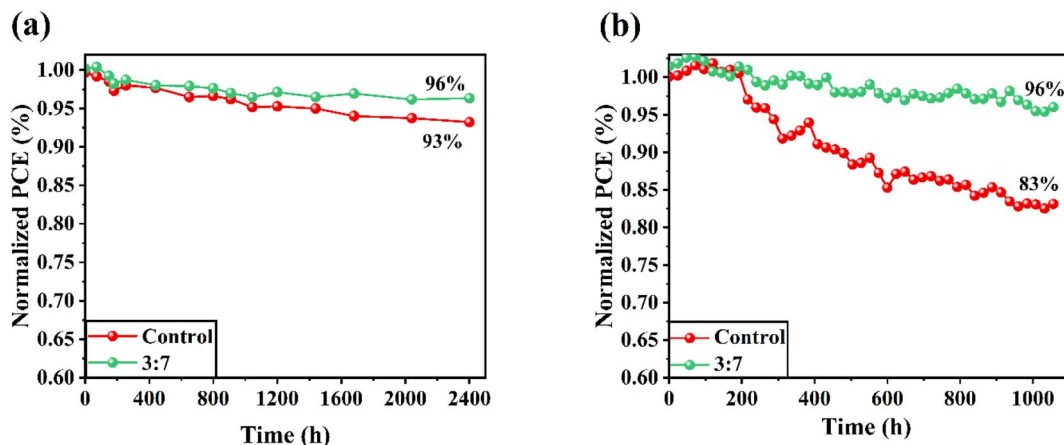 (a)
Normalized PCE (%)
1.00
0.95
0.90
0.85
0.80
0.75
0.70
0.65
0.60
96%
93%
Control
3:7
0 400 800 1200 1600 2000 2400
Time (h)
(b)
Normalized PCE (%)
1.00
0.95
0.90
0.85
0.80
0.75
0.70
0.65
0.60
96%
83%
Control
3:7
0 200 400 600 800 1000
Time (h)